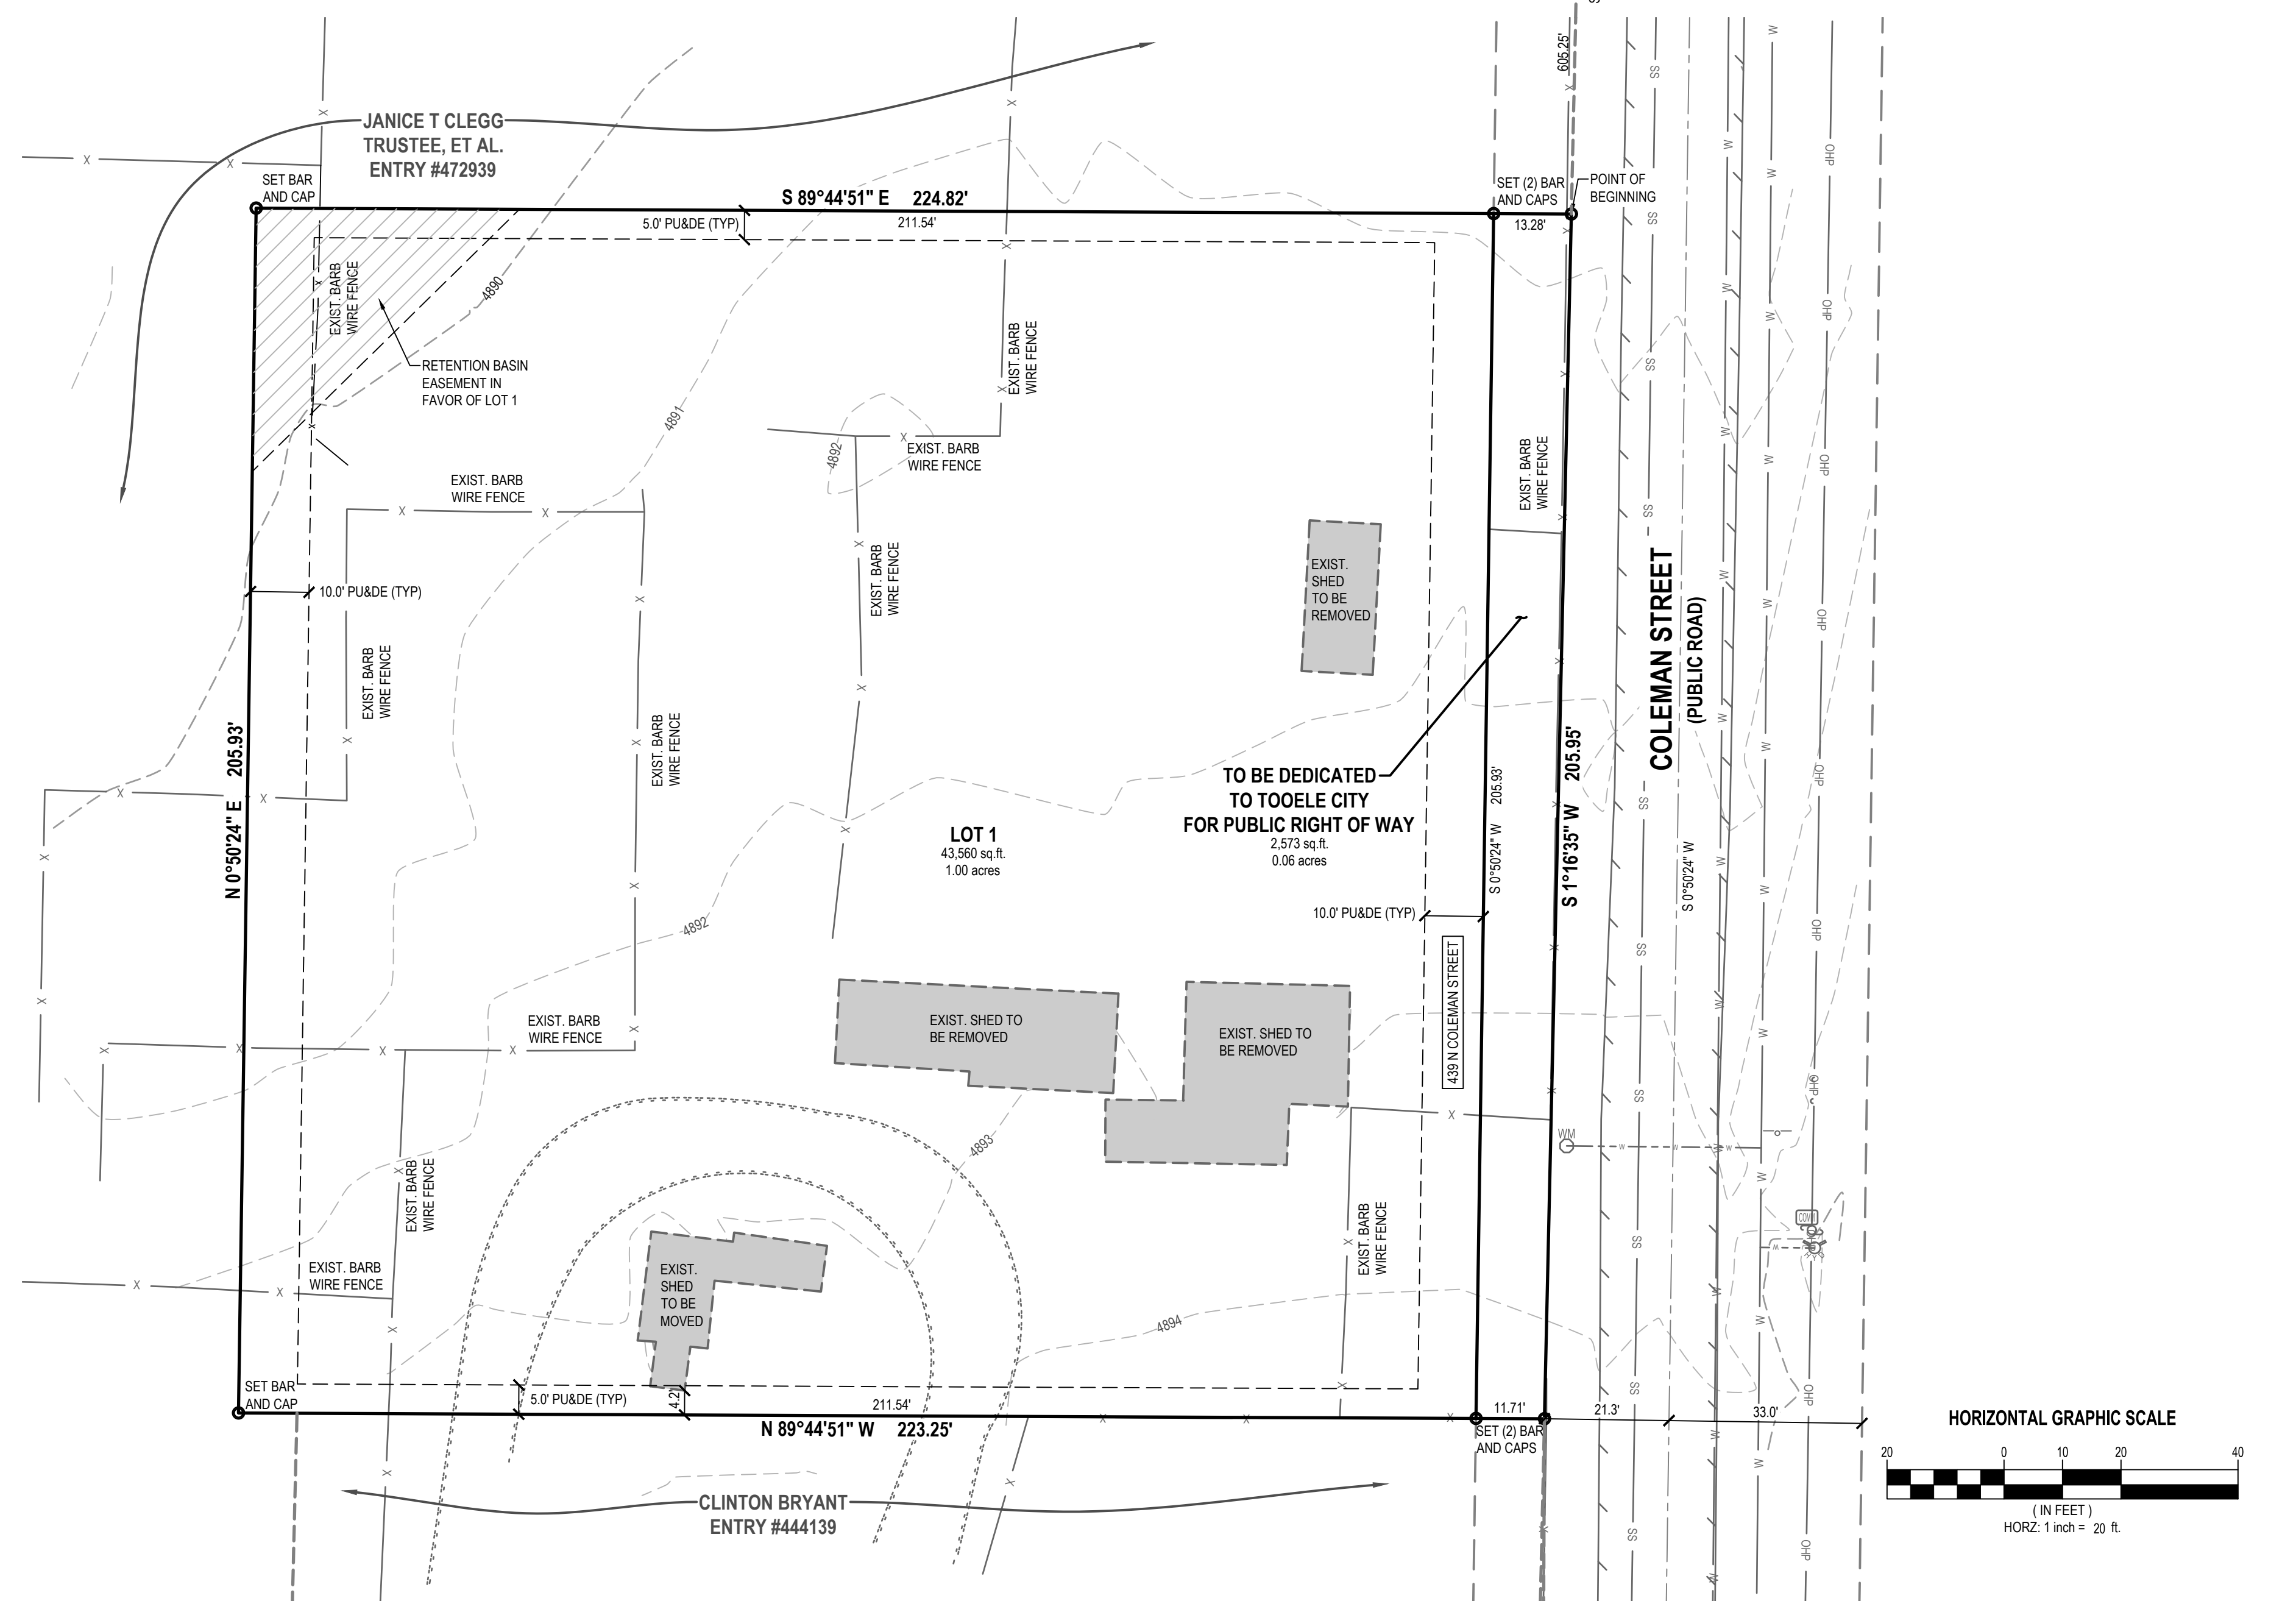 605.25'
JANICE T CLEGG
TRUSTEE, ET AL.
ENTRY #472939
SET BAR
AND CAP
S 89°44'51" E 224.82'
5.0' PU&DE (TYP)
211.54'
SET (2) BAR
AND CAPS
13.28'
POINT OF
BEGINNING
EXIST. BARB
WIRE FENCE
4890
RETENTION BASIN
EASEMENT IN
FAVOR OF LOT 1
EXIST. BARB
WIRE FENCE
4891
4892
EXIST. BARB
WIRE FENCE
EXIST. BARB
WIRE FENCE
EXIST. BARB
WIRE FENCE
EXIST. BARB
WIRE FENCE
EXIST.
SHED
TO BE
REMOVED
10.0' PU&DE (TYP)
EXIST. BARB
WIRE FENCE
EXIST. BARB
WIRE FENCE
COLEMAN STREET
(PUBLIC ROAD)
N 0°50'24" E 205.93'
TO BE DEDICATED
TO TOOELE CITY
FOR PUBLIC RIGHT OF WAY
2,573 sq.ft.
0.06 acres
LOT 1
43,560 sq.ft.
1.00 acres
S 0°50'24" W 205.93'
S 1°16'35" W 205.95'
S 0°50'24" W
10.0' PU&DE (TYP)
4892
439 N COLEMAN STREET
EXIST. BARB
WIRE FENCE
EXIST. SHED TO
BE REMOVED
EXIST. SHED TO
BE REMOVED
4893
WM
EXIST. BARB
WIRE FENCE
EXIST. BARB
WIRE FENCE
COMM
EXIST. BARB
WIRE FENCE
EXIST.
SHED
TO BE
MOVED
4894
SET BAR
AND CAP
5.0' PU&DE (TYP)
4.2'
211.54'
N 89°44'51" W 223.25'
11.71'
21.3'
33.0'
SET (2) BAR
AND CAPS
CLINTON BRYANT
ENTRY #444139
HORIZONTAL GRAPHIC SCALE
20 0 10 20 40
( IN FEET )
HORZ: 1 inch = 20 ft.
X
SS
W
OHP